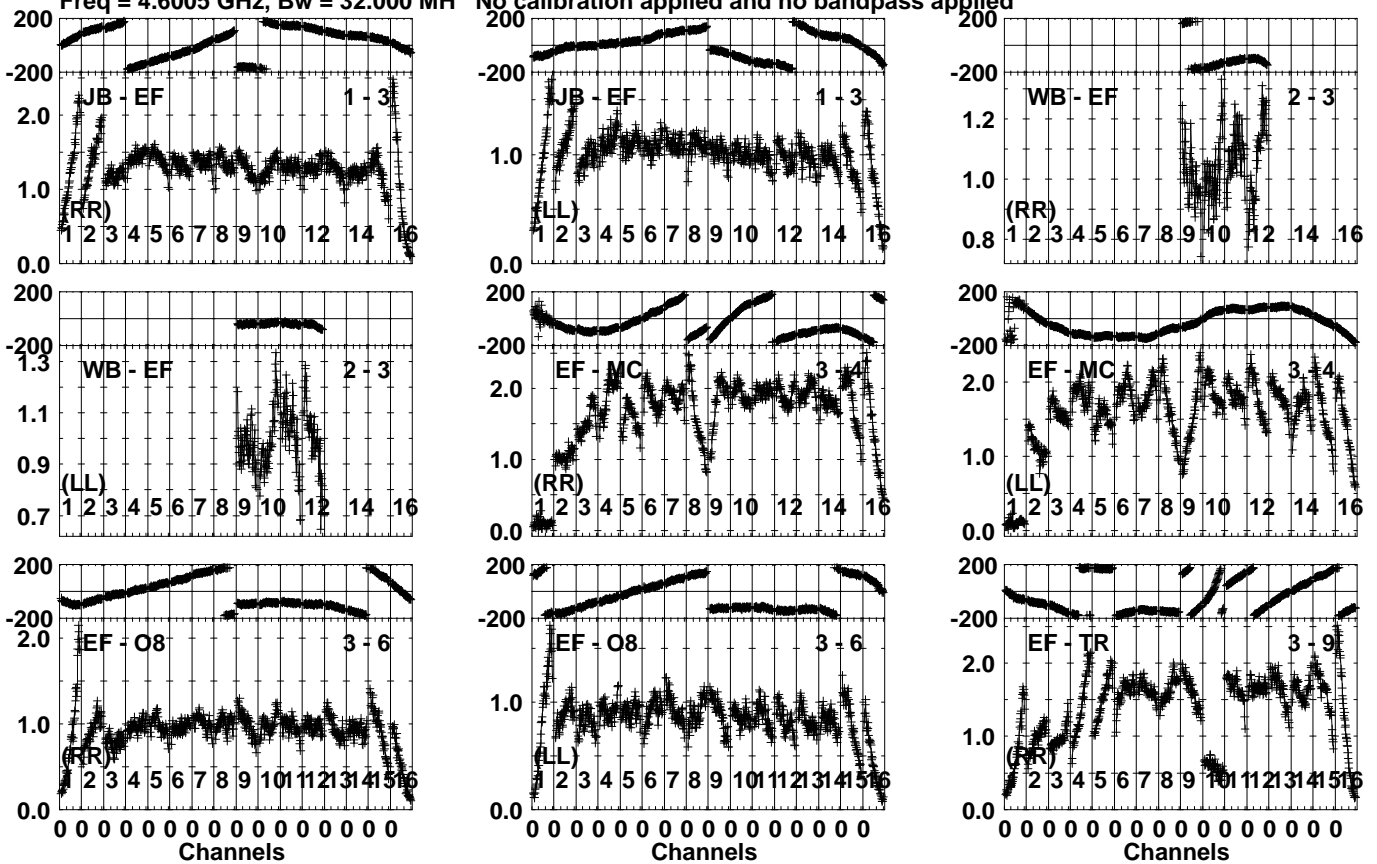 Freq = 4.6005 GHz, Bw = 32.000 MH No calibration applied and no bandpass applied
200
-200
JB - EF 1 - 3
2.0
1.0
0.0
(RR)
1 2 3 4 5 6 7 8 9 10 12 14 16
200
-200
JB - EF 1 - 3
1.0
0.0
(LL)
1 2 3 4 5 6 7 8 9 10 12 14 16
200
-200
WB - EF 2 - 3
1.2
1.0
0.8
(RR)
1 2 3 4 5 6 7 8 9 10 12 14 16
200
-200
WB - EF 2 - 3
1.3
1.1
0.9
0.7
(LL)
1 2 3 4 5 6 7 8 9 10 12 14 16
200
-200
EF - MC 3 - 4
2.0
1.0
0.0
(RR)
1 2 3 4 5 6 7 8 9 10 12 14 16
200
-200
EF - MC 3 - 4
2.0
1.0
0.0
(LL)
1 2 3 4 5 6 7 8 9 10 12 14 16
200
-200
EF - O8 3 - 6
2.0
1.0
0.0
(RR)
1 2 3 4 5 6 7 8 9 10 11 12 13 14 15 16
0 0 0 0 0 0 0 0 0 0 0 0 0 0 0 0
Channels
200
-200
EF - O8 3 - 6
1.0
0.0
(LL)
1 2 3 4 5 6 7 8 9 10 11 12 13 14 15 16
0 0 0 0 0 0 0 0 0 0 0 0 0 0 0 0
Channels
200
-200
EF - TR 3 - 9
2.0
1.0
0.0
(RR)
1 2 3 4 5 6 7 8 9 10 11 12 13 14 15 16
0 0 0 0 0 0 0 0 0 0 0 0 0 0 0 0
Channels